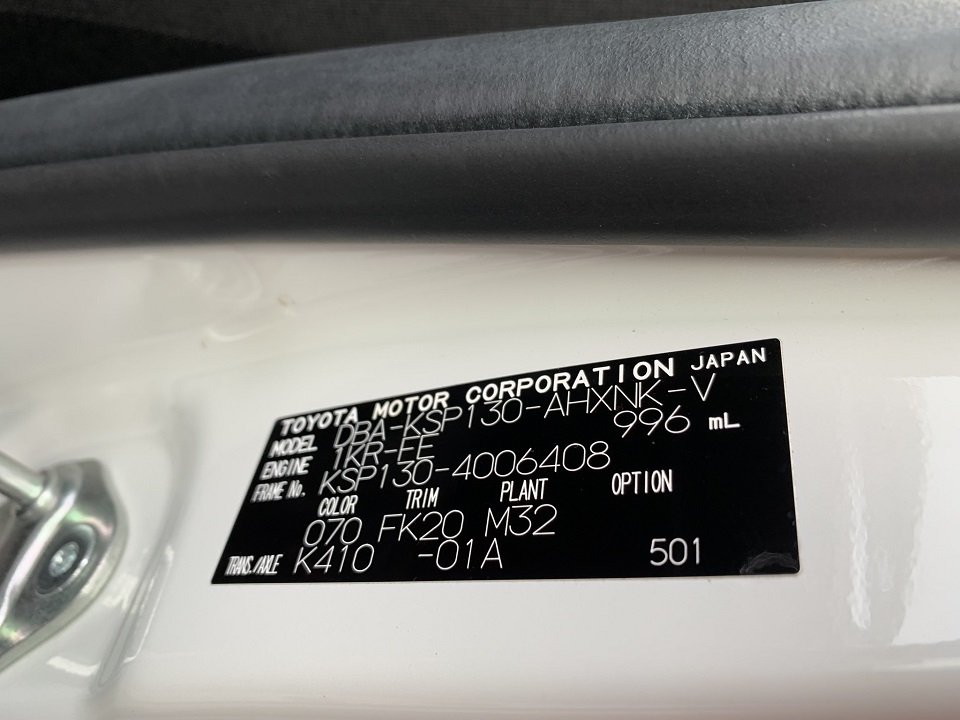 TOYOTA MOTOR CORPORATION JAPAN
MODEL DBA-KSP130-AHXNK-V
ENGINE 1KR-FE 996 mL
FRAME No. KSP130-4006408
COLOR TRIM PLANT OPTION
070 FK20 M32
TRANS./AXLE K410 -01A 501